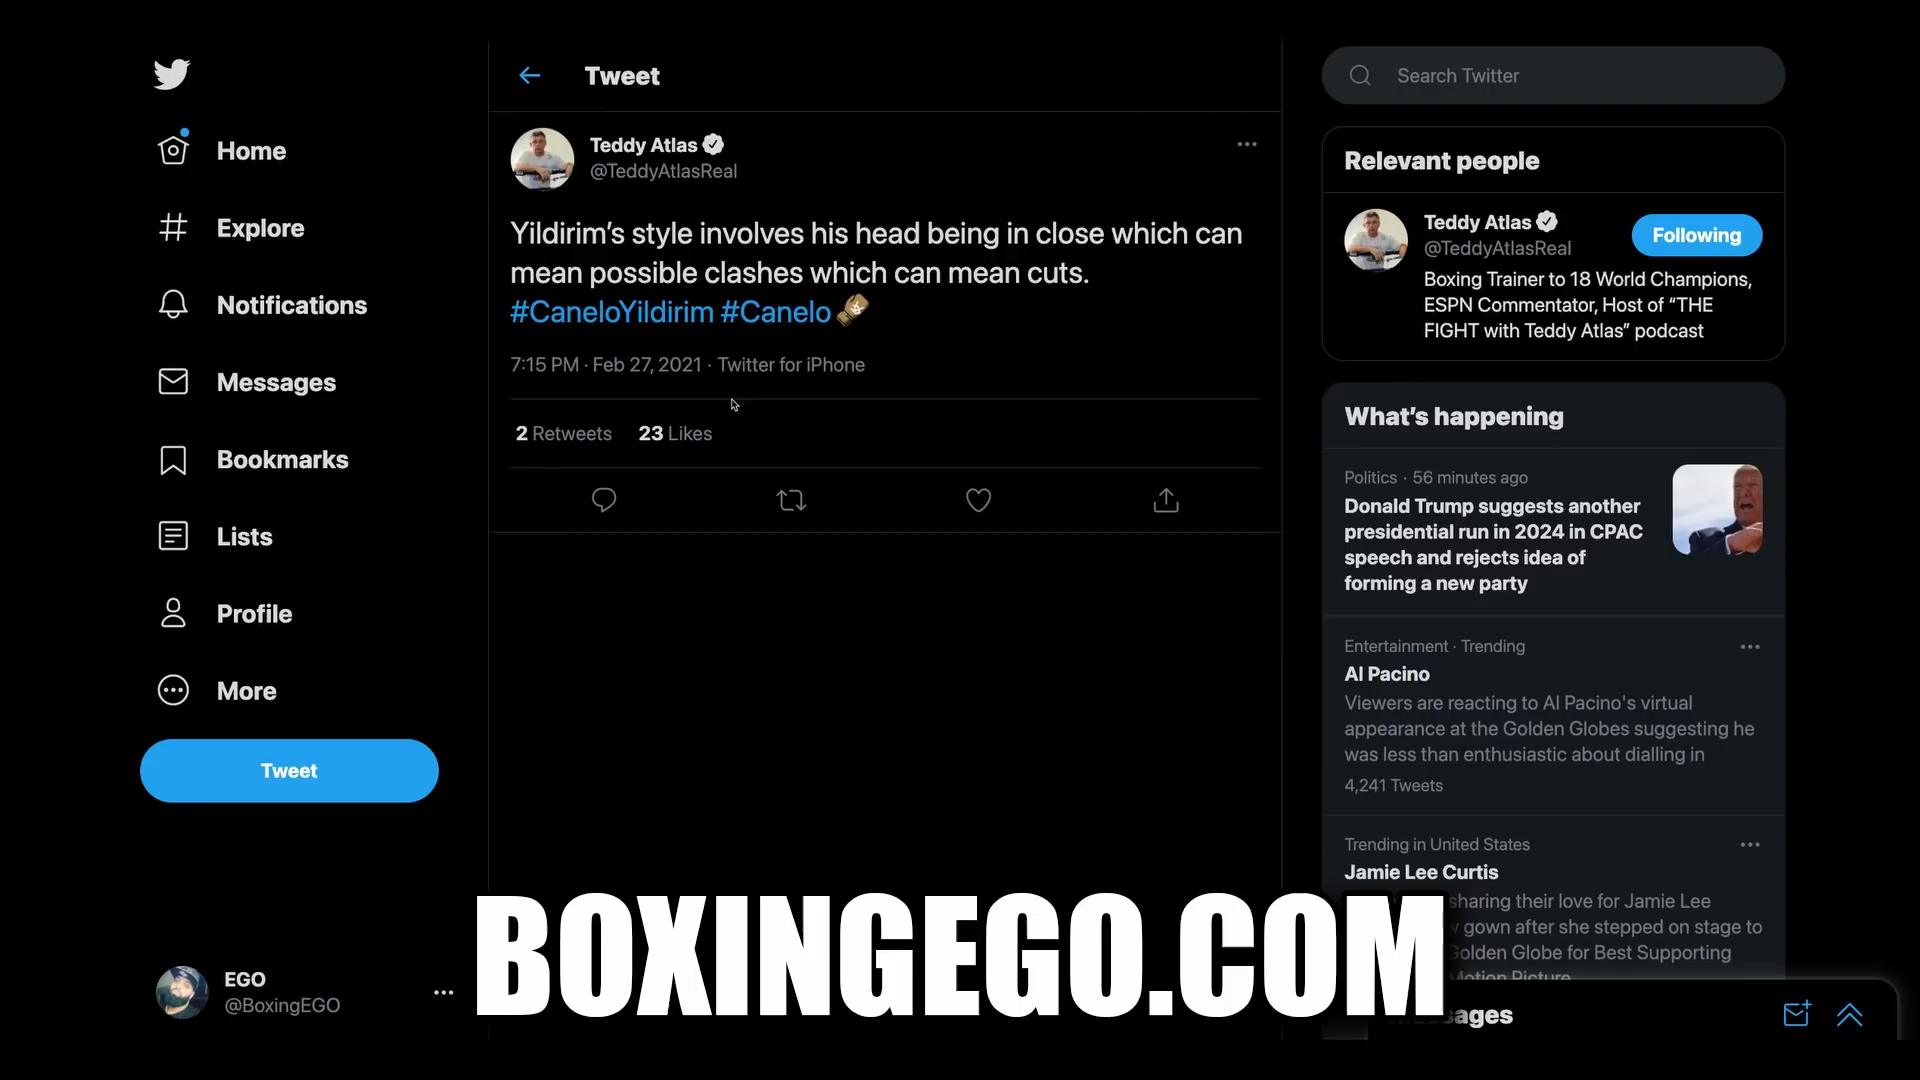 Home
Explore
Notifications
Messages
Bookmarks
Lists
Profile
More
Tweet
EGO
@BoxingEGO
Tweet
Teddy Atlas
@TeddyAtlasReal
Yildirim’s style involves his head being in close which can
mean possible clashes which can mean cuts.
#CaneloYildirim #Canelo
7:15 PM · Feb 27, 2021 · Twitter for iPhone
2 Retweets 23 Likes
Search Twitter
Relevant people
Teddy Atlas
@TeddyAtlasReal
Following
Boxing Trainer to 18 World Champions,
ESPN Commentator, Host of “THE
FIGHT with Teddy Atlas” podcast
What’s happening
Politics · 56 minutes ago
Donald Trump suggests another
presidential run in 2024 in CPAC
speech and rejects idea of
forming a new party
Entertainment · Trending
Al Pacino
Viewers are reacting to Al Pacino's virtual
appearance at the Golden Globes suggesting he
was less than enthusiastic about dialling in
4,241 Tweets
Trending in United States
Jamie Lee Curtis
sharing their love for Jamie Lee
gown after she stepped on stage to
Golden Globe for Best Supporting
Motion Picture
BOXINGEGO.COM